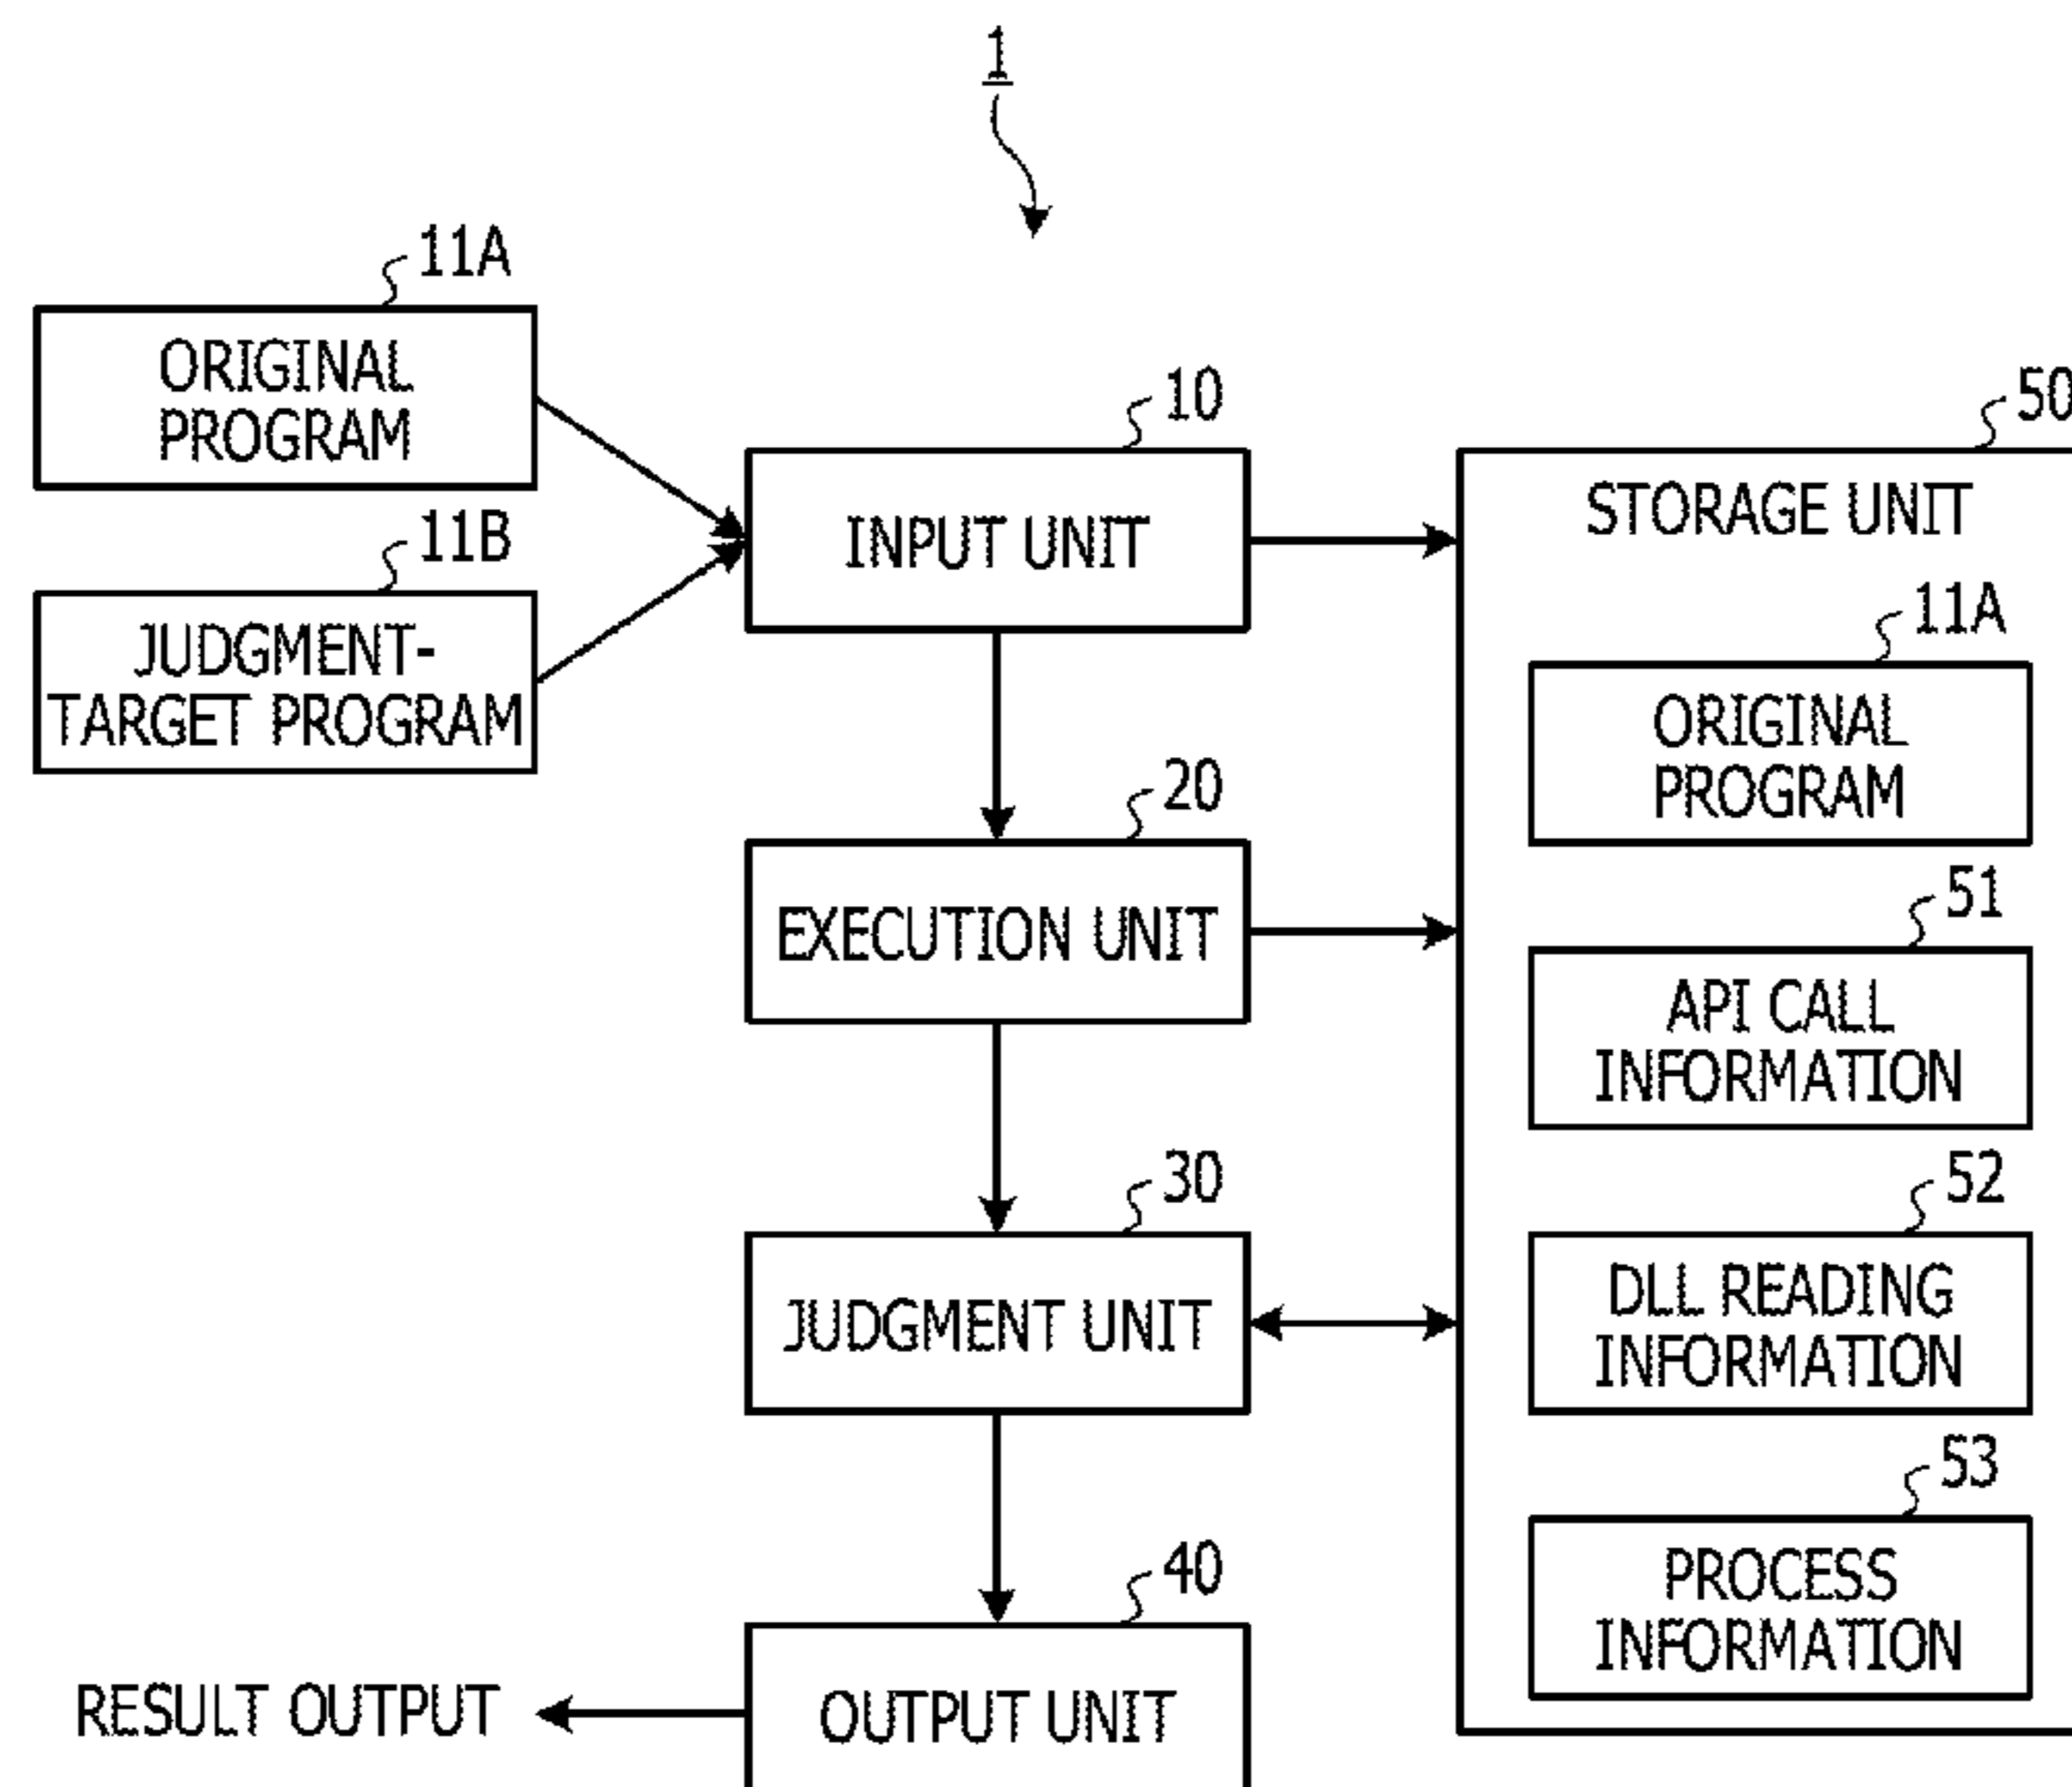 1
11A
ORIGINAL
PROGRAM
11B
JUDGMENT-
TARGET PROGRAM
10
INPUT UNIT
20
EXECUTION UNIT
30
JUDGMENT UNIT
40
OUTPUT UNIT
RESULT OUTPUT
50
STORAGE UNIT
11A
ORIGINAL
PROGRAM
51
API CALL
INFORMATION
52
DLL READING
INFORMATION
53
PROCESS
INFORMATION